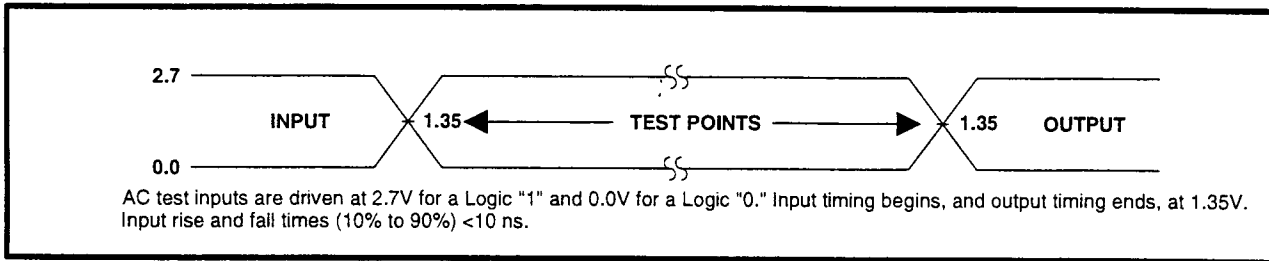 2.7
INPUT 1.35 TEST POINTS 1.35 OUTPUT
0.0
AC test inputs are driven at 2.7V for a Logic "1" and 0.0V for a Logic "0." Input timing begins, and output timing ends, at 1.35V.
Input rise and fall times (10% to 90%) <10 ns.